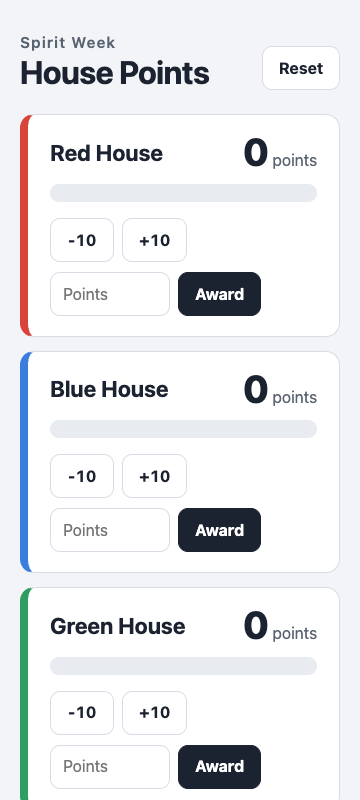 Spirit Week
House Points
Reset
Red House
0 points
-10 +10
Points Award
Blue House
0 points
-10 +10
Points Award
Green House
0 points
-10 +10
Points Award